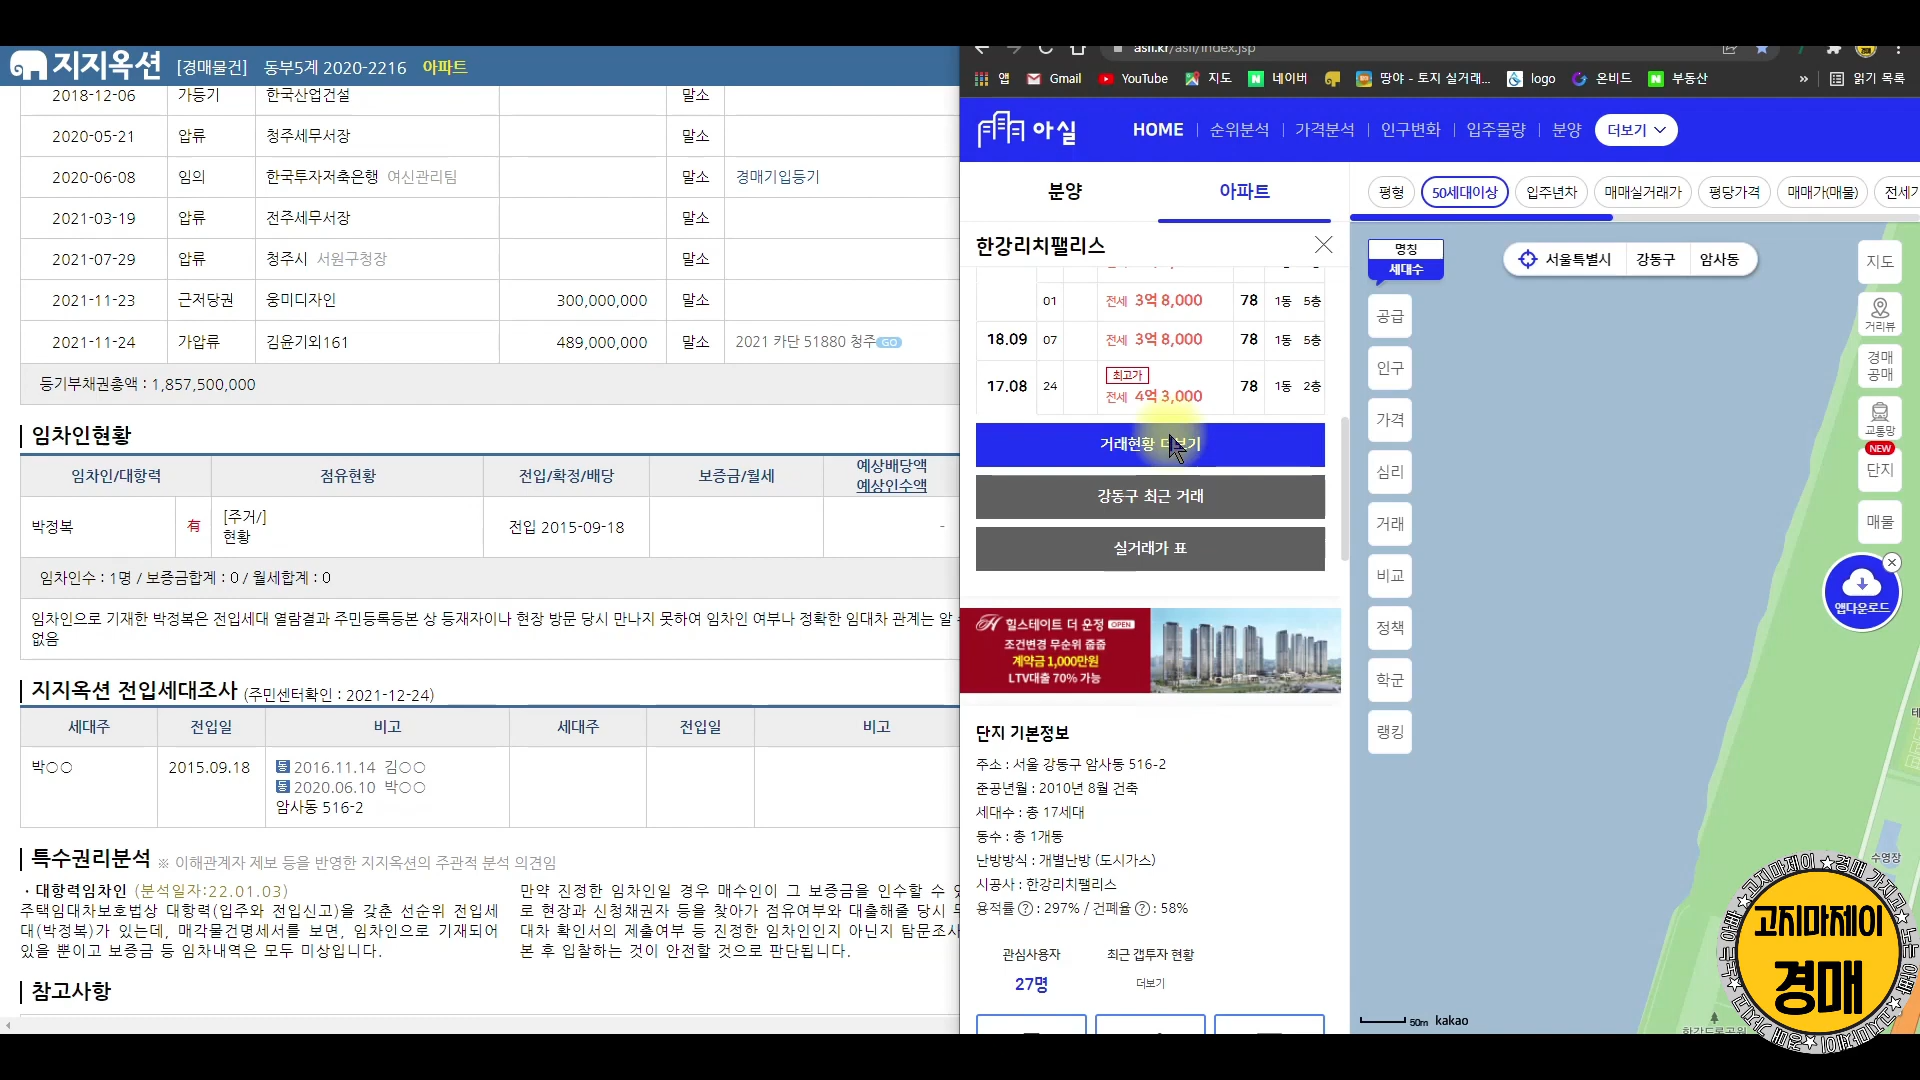 지지옥션 [경매물건] 동부5계 2020-2216 아파트
2018-12-06 가등기 한국산업건설 말소
2020-05-21 압류 청주세무서장 말소
2020-06-08 임의 한국투자저축은행 여신관리팀 말소 경매기입등기
2021-03-19 압류 전주세무서장 말소
2021-07-29 압류 청주시 서원구청장 말소
2021-11-23 근저당권 웅미디자인 300,000,000 말소
2021-11-24 가압류 김윤기외161 489,000,000 말소 2021 카단 51880 청주 GO
등기부채권총액 : 1,857,500,000
임차인현황
임차인/대항력 점유현황 전입/확정/배당 보증금/월세 예상배당액
예상인수액
박정복 有 [주거/]
현황 전입 2015-09-18 -
임차인수 : 1명 / 보증금합계 : 0 / 월세합계 : 0
임차인으로 기재한 박정복은 전입세대 열람결과 주민등록등본 상 등재자이나 현장 방문 당시 만나지 못하여 임차인 여부나 정확한 임대차 관계는 알
없음
지지옥션 전입세대조사 (주민센터확인 : 2021-12-24)
세대주 전입일 비고 세대주 전입일 비고
박○○ 2015.09.18 동 2016.11.14 김○○
동 2020.06.10 박○○
암사동 516-2
특수권리분석 ※ 이해관계자 제보 등을 반영한 지지옥션의 주관적 분석 의견임
· 대항력임차인 (분석일자:22.01.03)
주택임대차보호법상 대항력(입주와 전입신고)을 갖춘 선순위 전입세
대(박정복)가 있는데, 매각물건명세서를 보면, 임차인으로 기재되어
있을 뿐이고 보증금 등 임차내역은 모두 미상입니다.
만약 진정한 임차인일 경우 매수인이 그 보증금을 인수할 수 있
로 현장과 신청채권자 등을 찾아가 점유여부와 대출해줄 당시
대차 확인서의 제출여부 등 진정한 임차인인지 아닌지 탐문조사
본 후 입찰하는 것이 안전할 것으로 판단됩니다.
참고사항
asil.kr/asil/index.jsp
앱 Gmail YouTube 지도 네이버 땅야 - 토지 실거래... logo 온비드 부동산 » 읽기 목록
아실 HOME 순위분석 가격분석 인구변화 입주물량 분양 더보기
분양 아파트
평형 50세대이상 입주년차 매매실거래가 평당가격 매매가(매물)
한강리치팰리스
01 전세 3억 8,000 78 1동 5층
18.09 07 전세 3억 8,000 78 1동 5층
17.08 24 최고가
전세 4억 3,000 78 1동 2층
거래현황 더보기
강동구 최근 거래
실거래가 표
힐스테이트 더 운정 OPEN
조건변경 무순위 줍줍
계약금 1,000만원
LTV대출 70% 가능
단지 기본정보
주소 : 서울 강동구 암사동 516-2
준공년월 : 2010년 8월 건축
세대수 : 총 17세대
동수 : 총 1개동
난방방식 : 개별난방 (도시가스)
시공사 : 한강리치팰리스
용적률 ? : 297% / 건폐율 ? : 58%
관심사용자 최근 갭투자 현황
27명 더보기
명칭
세대수
서울특별시 강동구 암사동
공급
인구
가격
심리
거래
비교
정책
학군
랭킹
지도
거리뷰
경매
공매
교통망
NEW
단지
매물
앱다운로드
수영장
50m kakao
고지마제이
경매